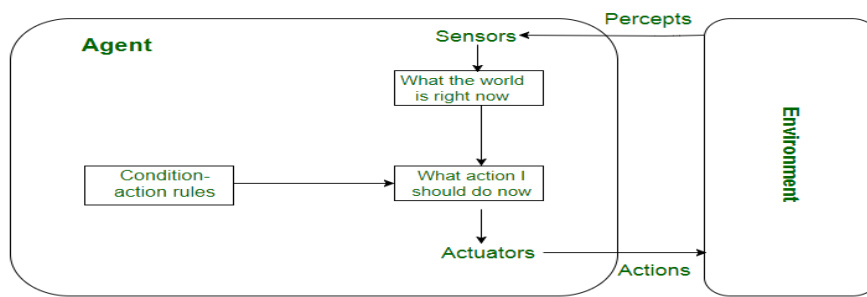 Percepts
Sensors
Agent
What the world
is right now
Condition-
action rules
What action I
should do now
Actuators
Actions
Environment